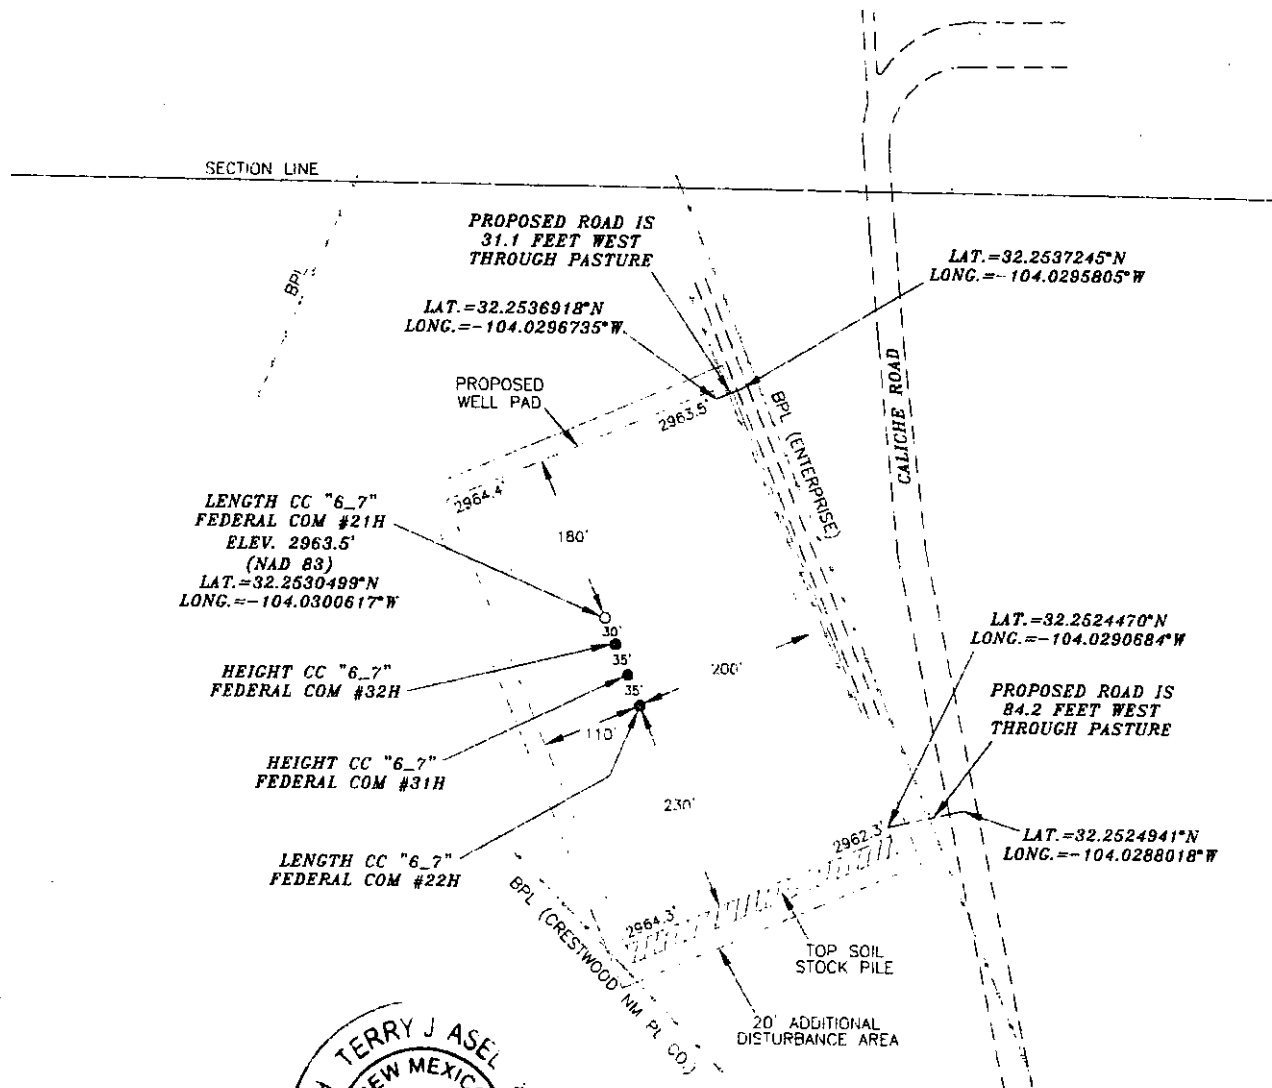 SECTION LINE
BPL
PROPOSED ROAD IS
31.1 FEET WEST
THROUGH PASTURE
LAT.=32.2537245°N
LONG.=-104.0295805°W
LAT.=32.2536918°N
LONG.=-104.0296735°W
PROPOSED
WELL PAD
2963.5'
BPL (ENTERPRISE)
CALICHE ROAD
2964.4'
LENGTH CC "6_7"
FEDERAL COM #21H
ELEV. 2963.5'
(NAD 83)
LAT.=32.2530499°N
LONG.=-104.0300617°W
180'
30'
HEIGHT CC "6_7"
FEDERAL COM #32H
35'
200'
35'
110'
LAT.=32.2524470°N
LONG.=-104.0290684°W
PROPOSED ROAD IS
84.2 FEET WEST
THROUGH PASTURE
HEIGHT CC "6_7"
FEDERAL COM #31H
230'
2962.3'
LAT.=32.2524941°N
LONG.=-104.0288018°W
LENGTH CC "6_7"
FEDERAL COM #22H
BPL (CRESTWOOD NM PL CO.)
2964.3'
TOP SOIL
STOCK PILE
20' ADDITIONAL
DISTURBANCE AREA
TERRY J ASEL
NEW MEXICO